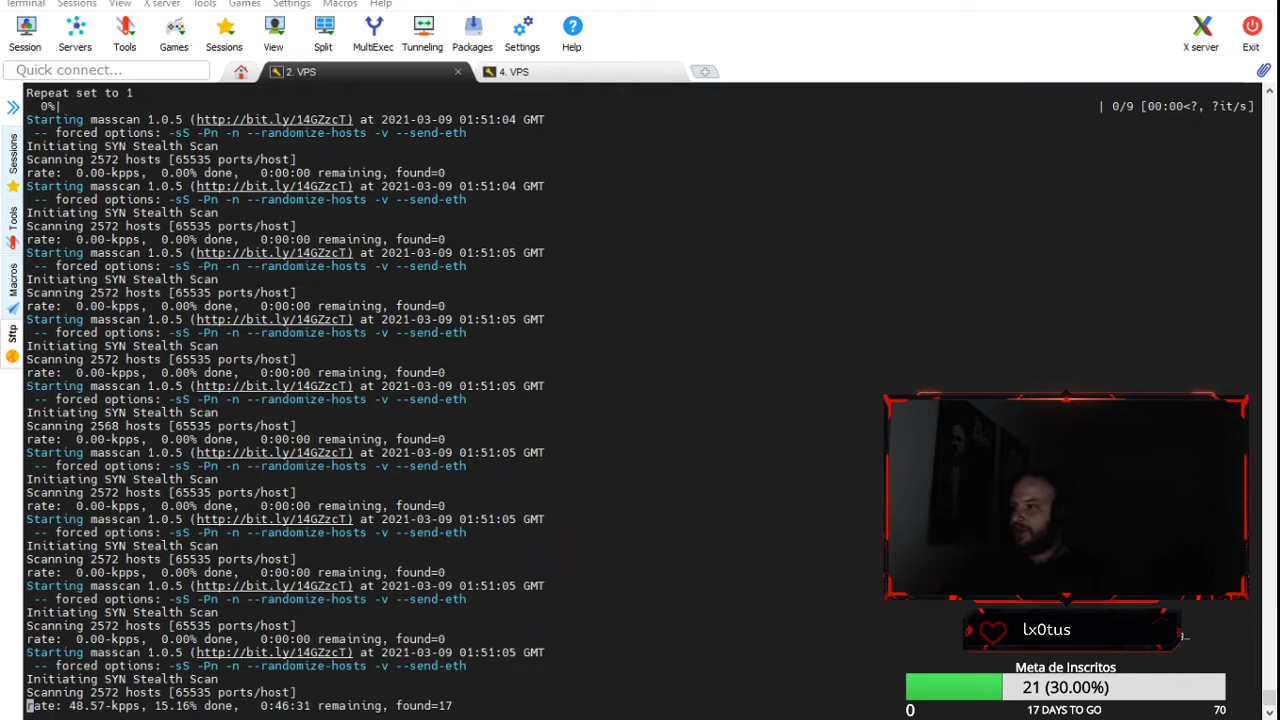 Terminal Sessions View X server Tools Games Settings Macros Help
Session Servers Tools Games Sessions View Split MultiExec Tunneling Packages Settings Help X server Exit
Quick connect... 2. VPS 4. VPS
Sessions
Tools
Macros
Sftp
Repeat set to 1
0%| | 0/9 [00:00<?, ?it/s]
Starting masscan 1.0.5 (http://bit.ly/14GZzcT) at 2021-03-09 01:51:04 GMT
-- forced options: -sS -Pn -n --randomize-hosts -v --send-eth
Initiating SYN Stealth Scan
Scanning 2572 hosts [65535 ports/host]
rate: 0.00-kpps, 0.00% done, 0:00:00 remaining, found=0
Starting masscan 1.0.5 (http://bit.ly/14GZzcT) at 2021-03-09 01:51:04 GMT
-- forced options: -sS -Pn -n --randomize-hosts -v --send-eth
Initiating SYN Stealth Scan
Scanning 2572 hosts [65535 ports/host]
rate: 0.00-kpps, 0.00% done, 0:00:00 remaining, found=0
Starting masscan 1.0.5 (http://bit.ly/14GZzcT) at 2021-03-09 01:51:05 GMT
-- forced options: -sS -Pn -n --randomize-hosts -v --send-eth
Initiating SYN Stealth Scan
Scanning 2572 hosts [65535 ports/host]
rate: 0.00-kpps, 0.00% done, 0:00:00 remaining, found=0
Starting masscan 1.0.5 (http://bit.ly/14GZzcT) at 2021-03-09 01:51:05 GMT
-- forced options: -sS -Pn -n --randomize-hosts -v --send-eth
Initiating SYN Stealth Scan
Scanning 2572 hosts [65535 ports/host]
rate: 0.00-kpps, 0.00% done, 0:00:00 remaining, found=0
Starting masscan 1.0.5 (http://bit.ly/14GZzcT) at 2021-03-09 01:51:05 GMT
-- forced options: -sS -Pn -n --randomize-hosts -v --send-eth
Initiating SYN Stealth Scan
Scanning 2568 hosts [65535 ports/host]
rate: 0.00-kpps, 0.00% done, 0:00:00 remaining, found=0
Starting masscan 1.0.5 (http://bit.ly/14GZzcT) at 2021-03-09 01:51:05 GMT
-- forced options: -sS -Pn -n --randomize-hosts -v --send-eth
Initiating SYN Stealth Scan
Scanning 2572 hosts [65535 ports/host]
rate: 0.00-kpps, 0.00% done, 0:00:00 remaining, found=0
Starting masscan 1.0.5 (http://bit.ly/14GZzcT) at 2021-03-09 01:51:05 GMT
-- forced options: -sS -Pn -n --randomize-hosts -v --send-eth
Initiating SYN Stealth Scan
Scanning 2572 hosts [65535 ports/host]
rate: 0.00-kpps, 0.00% done, 0:00:00 remaining, found=0
Starting masscan 1.0.5 (http://bit.ly/14GZzcT) at 2021-03-09 01:51:05 GMT
-- forced options: -sS -Pn -n --randomize-hosts -v --send-eth
Initiating SYN Stealth Scan
Scanning 2572 hosts [65535 ports/host]
rate: 0.00-kpps, 0.00% done, 0:00:00 remaining, found=0
Starting masscan 1.0.5 (http://bit.ly/14GZzcT) at 2021-03-09 01:51:05 GMT
-- forced options: -sS -Pn -n --randomize-hosts -v --send-eth
Initiating SYN Stealth Scan
Scanning 2572 hosts [65535 ports/host]
rate: 48.57-kpps, 15.16% done, 0:46:31 remaining, found=17
lx0tus
Meta de Inscritos
21 (30.00%)
0 17 DAYS TO GO 70